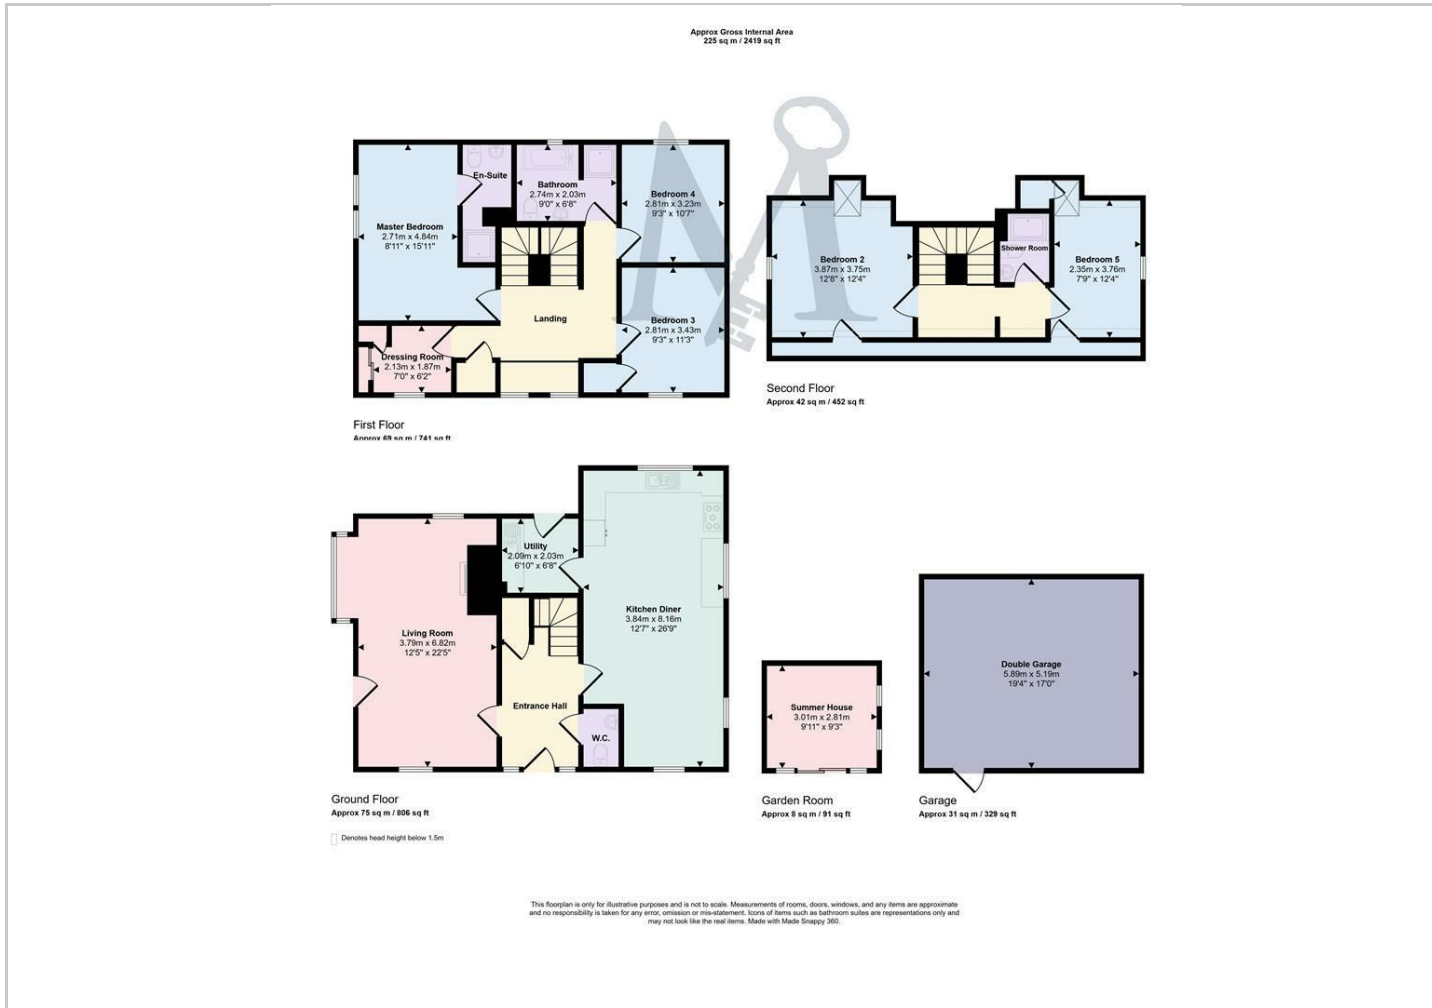 Approx Gross Internal Area
225 sq m / 2419 sq ft
Master Bedroom
2.71m x 4.84m
8'11" x 15'11"
En-Suite
Bathroom
2.74m x 2.03m
9'0" x 6'8"
Bedroom 4
2.81m x 3.23m
9'3" x 10'7"
Landing
Bedroom 3
2.81m x 3.43m
9'3" x 11'3"
Dressing Room
2.13m x 1.87m
7'0" x 6'2"
First Floor
Approx 69 sq m / 741 sq ft
Bedroom 2
3.87m x 3.75m
12'8" x 12'4"
Shower Room
Bedroom 5
2.35m x 3.76m
7'9" x 12'4"
Second Floor
Approx 42 sq m / 452 sq ft
Utility
2.09m x 2.03m
6'10" x 6'8"
Living Room
3.79m x 6.82m
12'5" x 22'5"
Kitchen Diner
3.84m x 8.16m
12'7" x 26'9"
Entrance Hall
W.C.
Ground Floor
Approx 75 sq m / 806 sq ft
Denotes head height below 1.5m
Summer House
3.01m x 2.81m
9'11" x 9'3"
Garden Room
Approx 8 sq m / 91 sq ft
Double Garage
5.89m x 5.19m
19'4" x 17'0"
Garage
Approx 31 sq m / 329 sq ft
This floorplan is only for illustrative purposes and is not to scale. Measurements of rooms, doors, windows, and any items are approximate
and no responsibility is taken for any error, omission or mis-statement. Icons of items such as bathroom suites are representations only and
may not look like the real items. Made with Made Snappy 360.